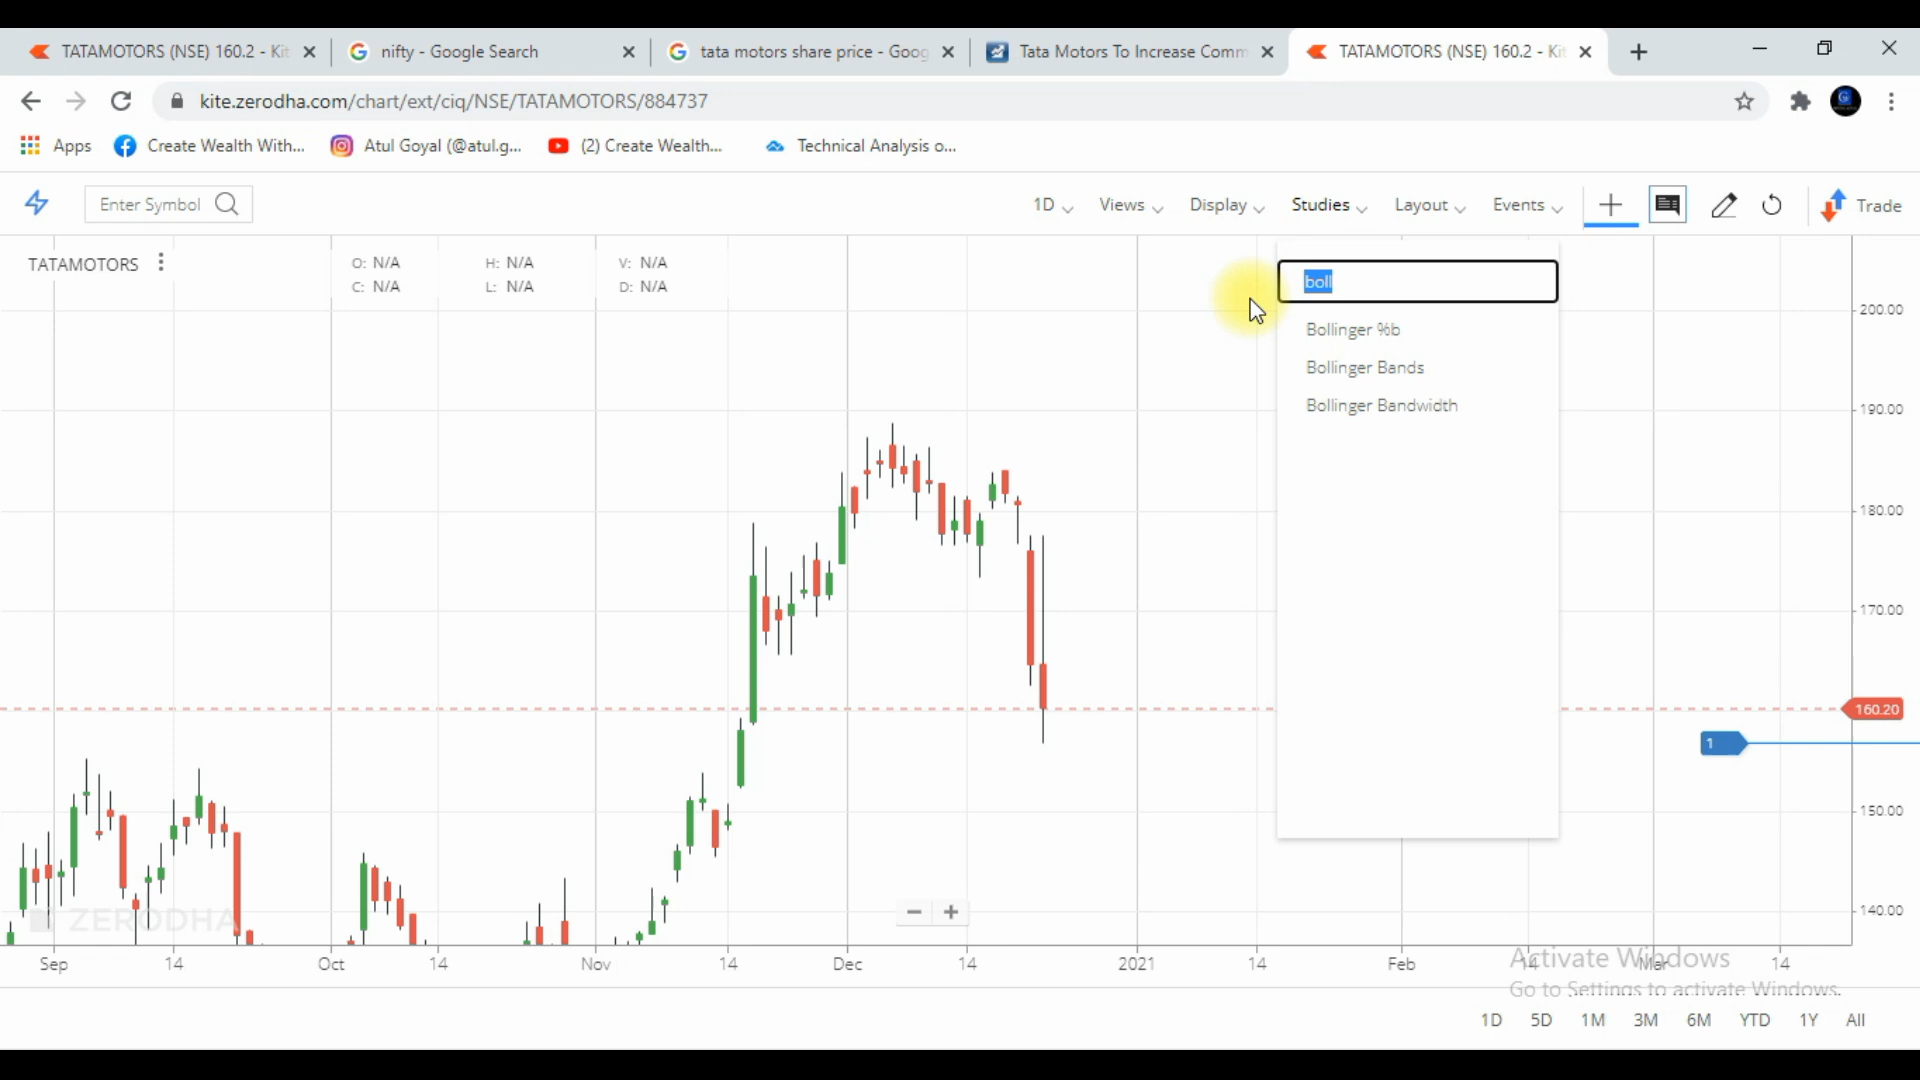 TATAMOTORS (NSE) 160.2 - Kit
nifty - Google Search
tata motors share price - Goog
Tata Motors To Increase Comm
TATAMOTORS (NSE) 160.2 - Kit
kite.zerodha.com/chart/ext/ciq/NSE/TATAMOTORS/884737
Apps
Create Wealth With...
Atul Goyal (@atul.g...
(2) Create Wealth...
Technical Analysis o...
Enter Symbol
1D
Views
Display
Studies
Layout
Events
Trade
TATAMOTORS
O: N/A
H: N/A
V: N/A
C: N/A
L: N/A
D: N/A
boll
Bollinger %b
Bollinger Bands
Bollinger Bandwidth
200.00
190.00
180.00
170.00
160.20
1
150.00
140.00
ZERODHA
Sep
14
Oct
14
Nov
14
Dec
14
2021
14
Feb
14
Mar
14
Activate Windows
Go to Settings to activate Windows.
1D
5D
1M
3M
6M
YTD
1Y
All